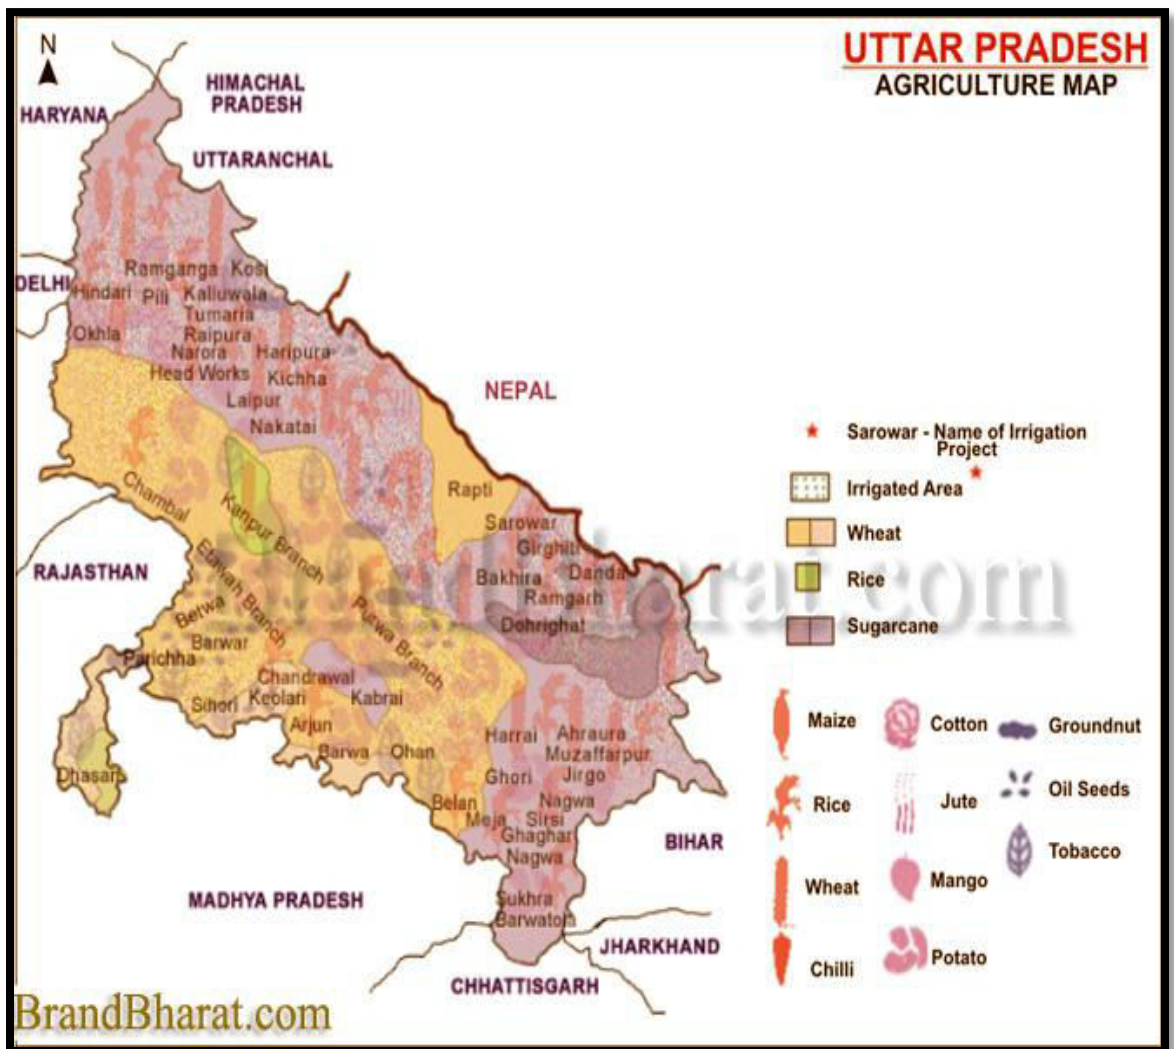 UTTAR PRADESH
AGRICULTURE MAP
N
HIMACHAL
PRADESH
HARYANA
UTTARANCHAL
DELHI
Ramganga Kosi
Hindari Pili Kalluwala
Tumaria
Okhla Raipura
Narora Haripura
Head Works Kichha
Laipur
Nakatai
NEPAL
Rapti
Chambal
Kanpur Branch
Sarowar
Girghiti
Etawah Branch
RAJASTHAN
Bakhira Danda
Ramgarh
Betwa
Purwa Branch
Dohrighat
Barwar
Parichha
Chandrawal
Sihori Keolari Kabrai
Arjun
Harrai Ahraura
Barwa Ohan Muzaffarpur
Dhasan Ghori Jirgo
Belan Nagwa
Meja Sirsi
Ghaghar
Nagwa
BIHAR
MADHYA PRADESH
Sukhra
Barwatola
JHARKHAND
CHHATTISGARH
Sarowar - Name of Irrigation
Project
Irrigated Area
Wheat
Rice
Sugarcane
Maize Cotton Groundnut
Rice Jute Oil Seeds
Wheat Mango Tobacco
Chilli Potato
BrandBharat.com